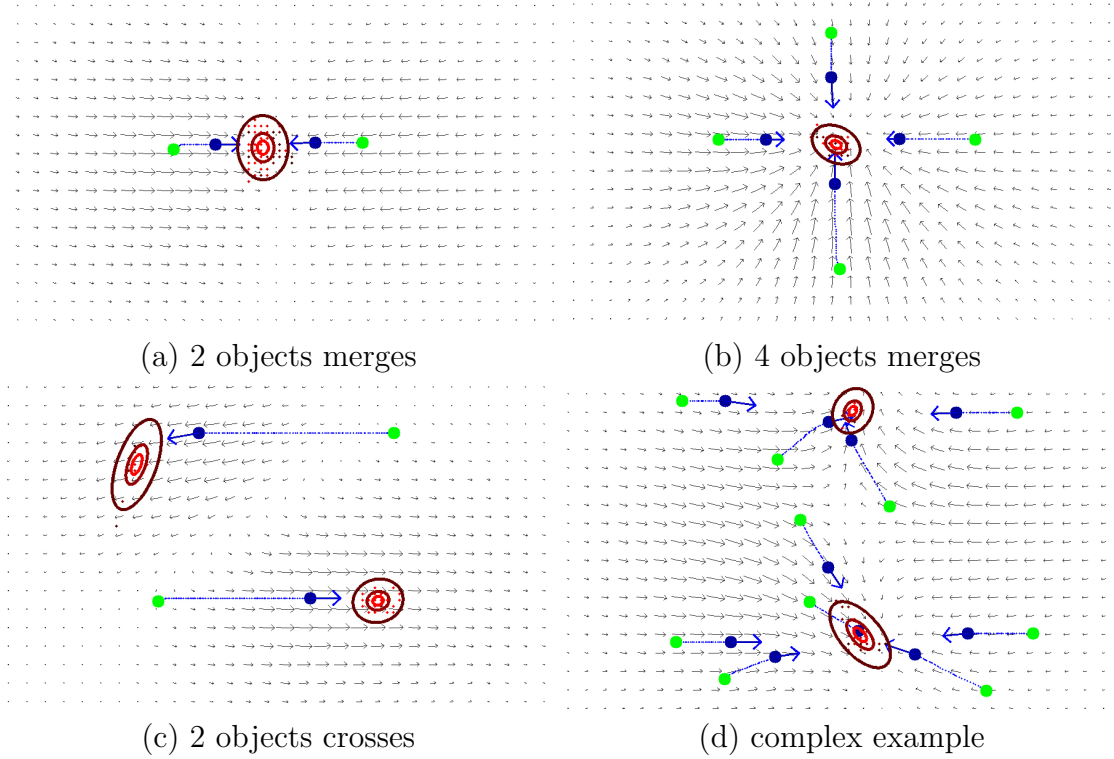 (a) 2 objects merges
(b) 4 objects merges
(c) 2 objects crosses
(d) complex example